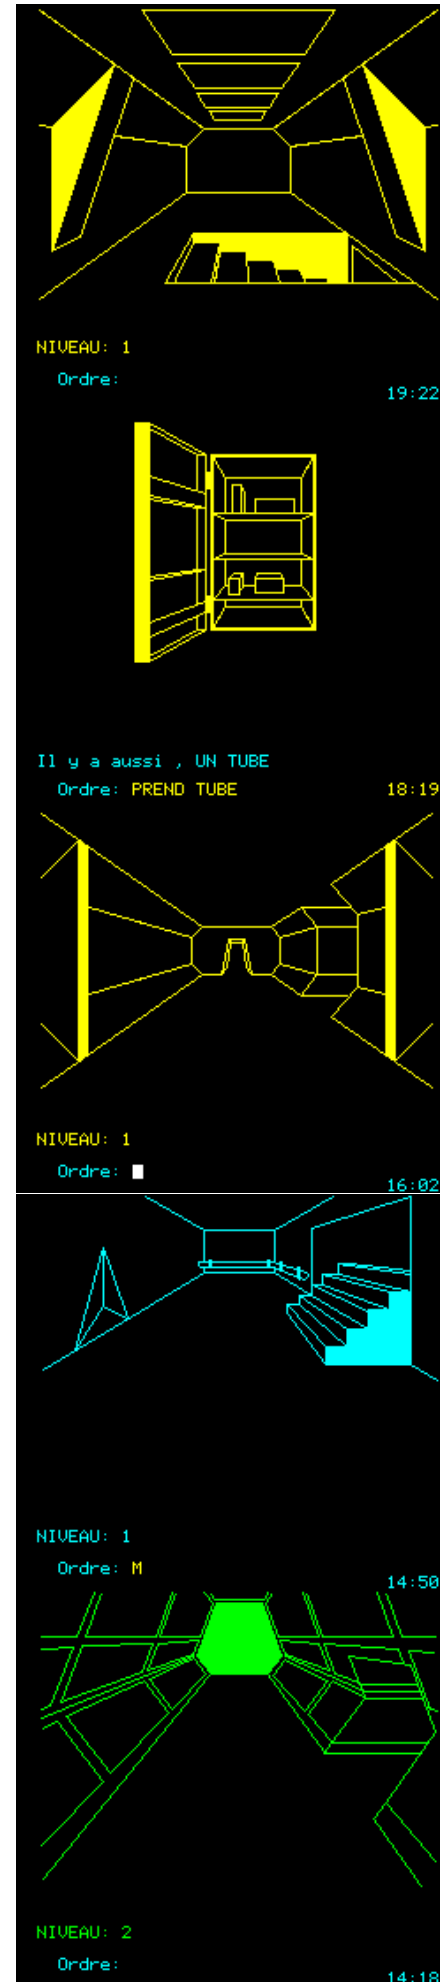 NIVEAU: 1
Ordre:
19:22
Il y a aussi , UN TUBE
Ordre: PREND TUBE 18:19
NIVEAU: 1
Ordre:
16:02
NIVEAU: 1
Ordre: M
14:50
NIVEAU: 2
Ordre:
14:18